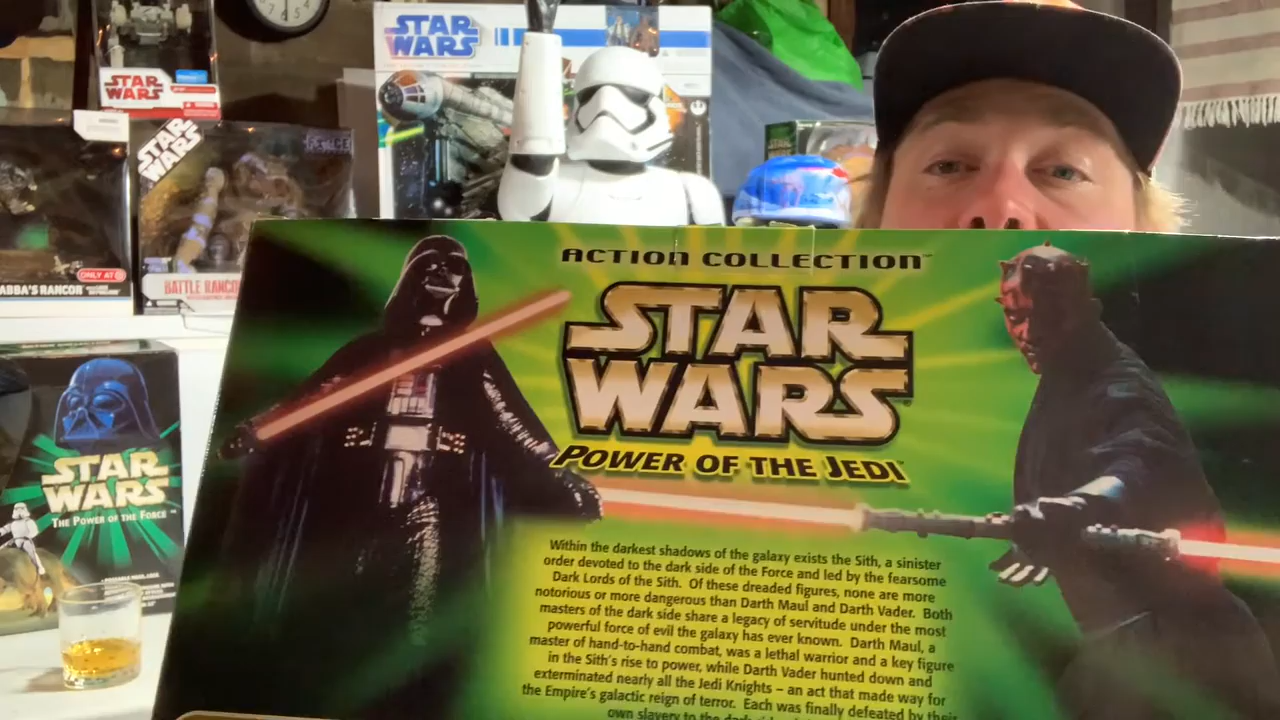 STAR
WARS
STAR
WARS
STAR
WARS
ONLY AT
ABBA'S RANCOR
BATTLE RANCO
ACTION COLLECTION
STAR
WARS
POWER OF THE JEDI
STAR
WARS
THE POWER OF THE FORCE
Within the darkest shadows of the galaxy exists the Sith, a sinister
order devoted to the dark side of the Force and led by the fearsome
Dark Lords of the Sith. Of these dreaded figures, none are more
notorious or more dangerous than Darth Maul and Darth Vader. Both
masters of the dark side share a legacy of servitude under the most
powerful force of evil the galaxy has ever known. Darth Maul, a
master of hand-to-hand combat, was a lethal warrior and a key figure
in the Sith's rise to power, while Darth Vader hunted down and
exterminated nearly all the Jedi Knights – an act that made way for
the Empire's galactic reign of terror. Each was finally defeated by their
own slavery to the dark